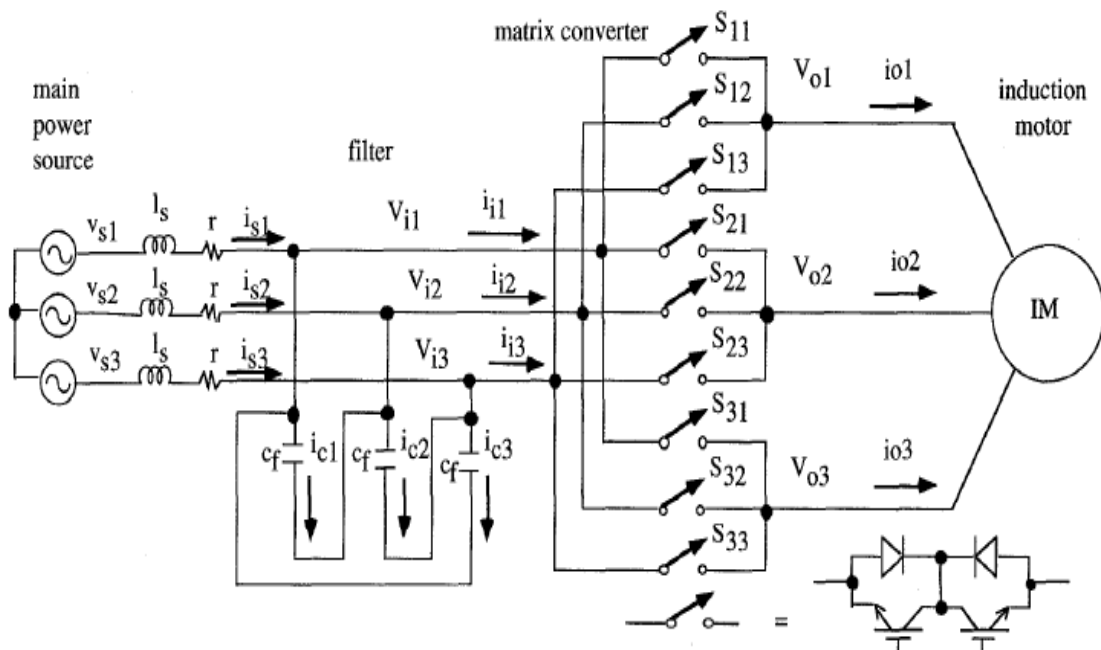 matrix converter
S11
S12
S13
S21
S22
S23
S31
S32
S33
main
power
source
filter
induction
motor
vs1
ls
r
is1
Vi1
ii1
vs2
ls
r
is2
Vi2
ii2
vs3
ls
r
is3
Vi3
ii3
cf
ic1
cf
ic2
cf
ic3
Vo1
io1
Vo2
io2
Vo3
io3
IM
=